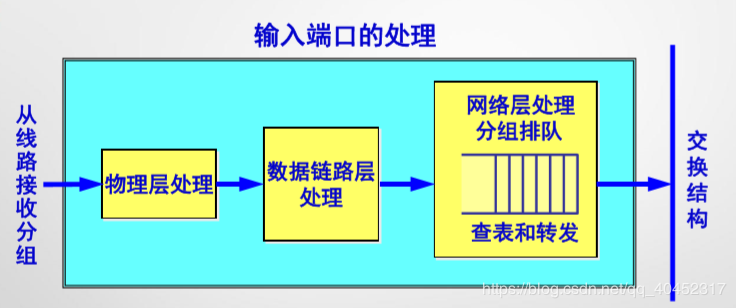 输入端口的处理
从线路接收分组
物理层处理
数据链路层
处理
网络层处理
分组排队
查表和转发
交换结构
https://blog.csdn.net/qq_40452317